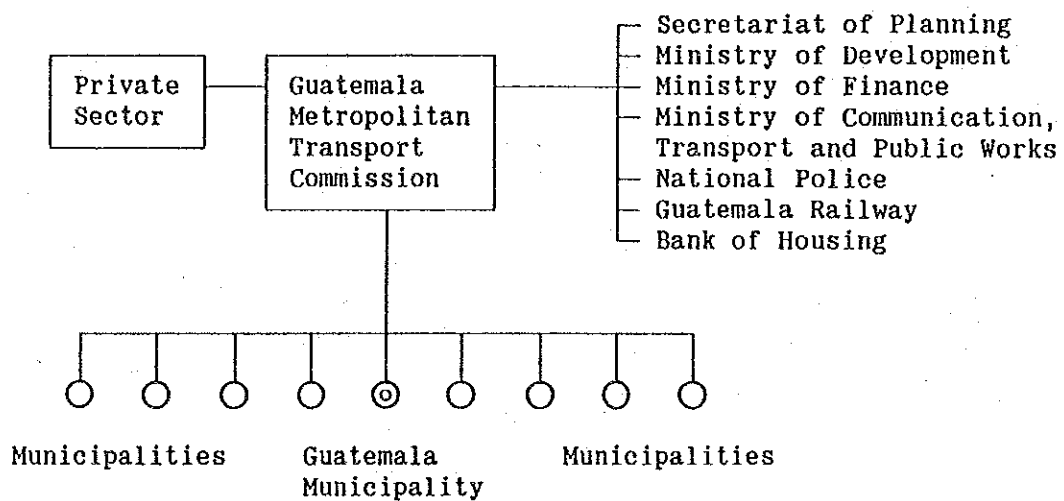 Secretariat of Planning
Ministry of Development
Ministry of Finance
Ministry of Communication,
Transport and Public Works
National Police
Guatemala Railway
Bank of Housing
Private
Sector
Guatemala
Metropolitan
Transport
Commission
Municipalities
Guatemala
Municipality
Municipalities